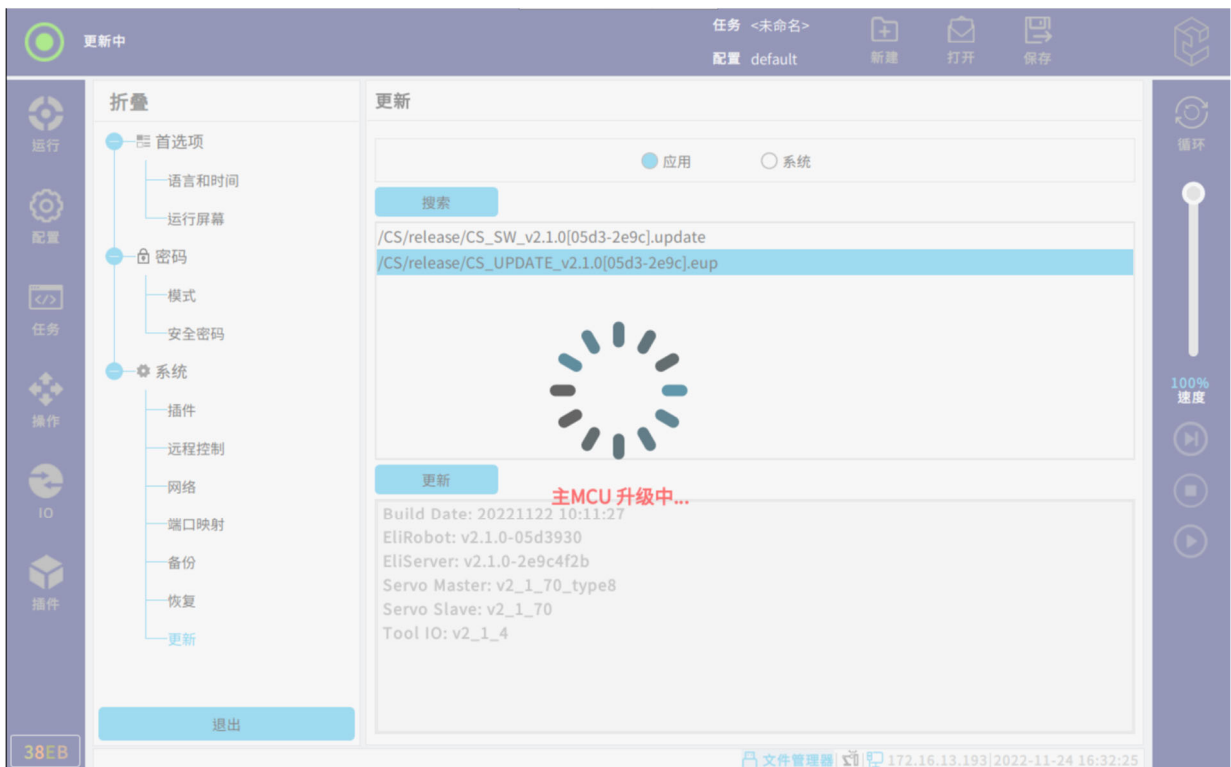 更新中
任务 <未命名>
配置 default
新建
打开
保存
运行
配置
任务
操作
IO
插件
38EB
折叠
首选项
语言和时间
运行屏幕
密码
模式
安全密码
系统
插件
远程控制
网络
端口映射
备份
恢复
更新
退出
更新
应用
系统
搜索
/CS/release/CS_SW_v2.1.0[05d3-2e9c].update
/CS/release/CS_UPDATE_v2.1.0[05d3-2e9c].eup
更新
主MCU 升级中...
Build Date: 20221122 10:11:27
EliRobot: v2.1.0-05d3930
EliServer: v2.1.0-2e9c4f2b
Servo Master: v2_1_70_type8
Servo Slave: v2_1_70
Tool IO: v2_1_4
循环
100%
速度
文件管理器 172.16.13.193|2022-11-24 16:32:25